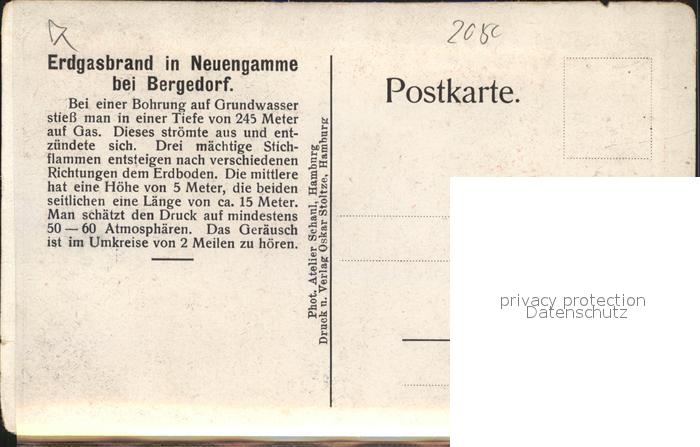 2080
Erdgasbrand in Neuengamme
bei Bergedorf.
Bei einer Bohrung auf Grundwasser
stieß man in einer Tiefe von 245 Meter
auf Gas. Dieses strömte aus und ent-
zündete sich. Drei mächtige Stich-
flammen entsteigen nach verschiedenen
Richtungen dem Erdboden. Die mittlere
hat eine Höhe von 5 Meter, die beiden
seitlichen eine Länge von ca. 15 Meter.
Man schätzt den Druck auf mindestens
50—60 Atmosphären. Das Geräusch
ist im Umkreise von 2 Meilen zu hören.
Phot. Atelier Schaul, Hamburg
Druck u. Verlag Oskar Stoltze, Hamburg
Postkarte.
privacy protection
Datenschutz